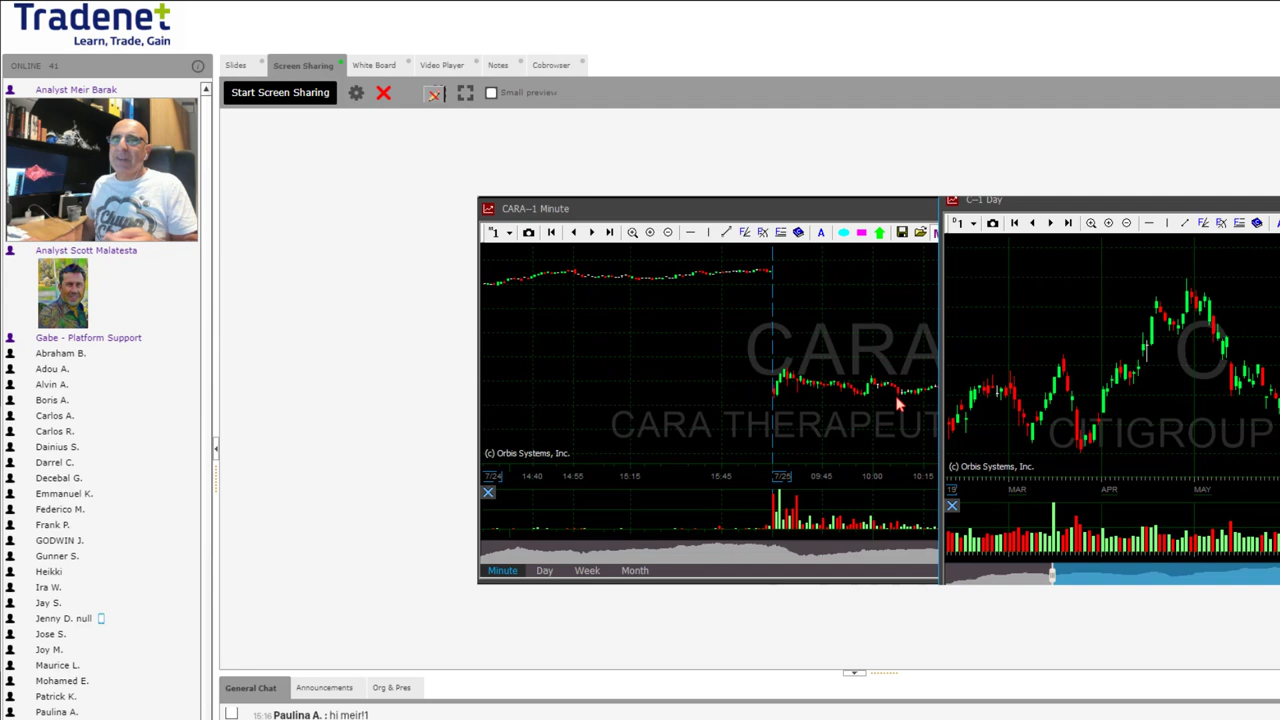 Tradenet
Learn, Trade, Gain
ONLINE 41
Analyst Meir Barak
Analyst Scott Malatesta
Gabe - Platform Support
Abraham B.
Adou A.
Alvin A.
Boris A.
Carlos A.
Carlos R.
Dainius S.
Darrel C.
Decebal G.
Emmanuel K.
Federico M.
Frank P.
GODWIN J.
Gunner S.
Heikki
Ira W.
Jay S.
Jenny D. null
Jose S.
Joy M.
Maurice L.
Mohamed E.
Patrick K.
Paulina A.
Slides
Screen Sharing
White Board
Video Player
Notes
Cobrowser
Start Screen Sharing
Small preview
CARA--1 Minute
1
A
CARA
CARA THERAPEUT
(c) Orbis Systems, Inc.
7/24 14:40 14:55 15:15 15:45 7/25 09:45 10:00 10:15
Minute Day Week Month
C--1 Day
D1
C
CITIGROUP
(c) Orbis Systems, Inc.
19 MAR APR MAY
General Chat
Announcements
Org & Pres
15:16 Paulina A. : hi meir!1